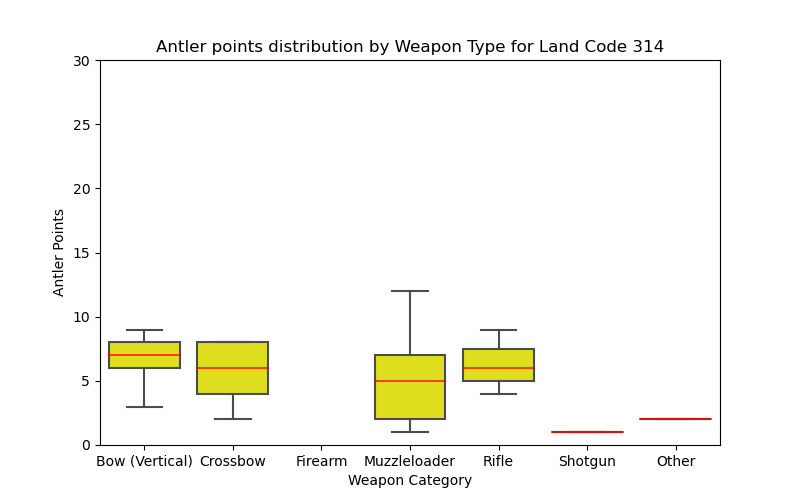 Antler points distribution by Weapon Type for Land Code 314
30
25
20
15
10
5
0
Antler Points
Bow (Vertical) Crossbow Firearm Muzzleloader Rifle Shotgun Other
Weapon Category